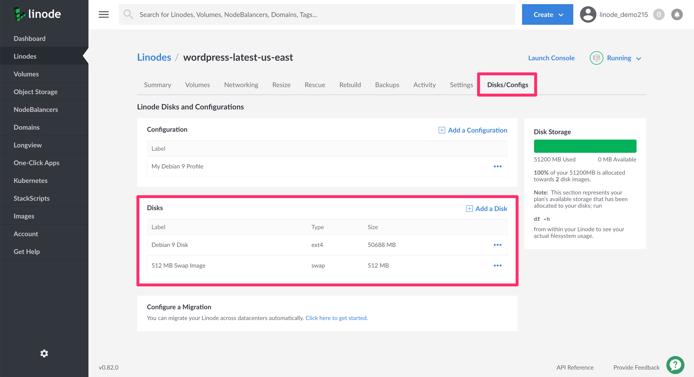 linode
Search for Linodes, Volumes, NodeBalancers, Domains, Tags...
Create
linode_demo215
0
Dashboard
Linodes
Volumes
Object Storage
NodeBalancers
Domains
Longview
One-Click Apps
Kubernetes
StackScripts
Images
Account
Get Help
Linodes / wordpress-latest-us-east
Launch Console
Running
Summary Volumes Networking Resize Rescue Rebuild Backups Activity Settings Disks/Configs
Linode Disks and Configurations
Configuration
Add a Configuration
Label
My Debian 9 Profile
Disks
Add a Disk
Label Type Size
Debian 9 Disk ext4 50688 MB
512 MB Swap Image swap 512 MB
Configure a Migration
You can migrate your Linode across datacenters automatically. Click here to get started.
Disk Storage
51200 MB Used 0 MB Available
100% of your 51200MB is allocated
towards 2 disk images.
Note: This section represents your
plan's available storage that has been
allocated to your disks; run
df -h
from within your Linode to see your
actual filesystem usage.
v0.82.0
API Reference
Provide Feedback
?